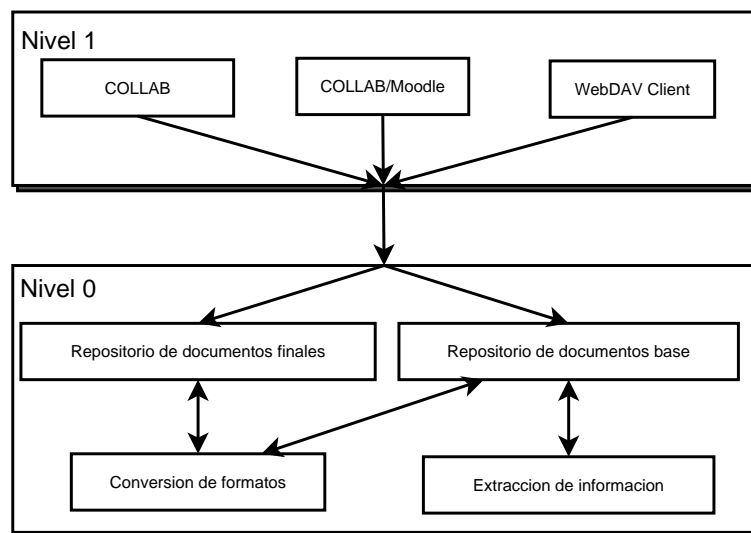 Nivel 1
COLLAB
COLLAB/Moodle
WebDAV Client
Nivel 0
Repositorio de documentos finales
Repositorio de documentos base
Conversion de formatos
Extraccion de informacion